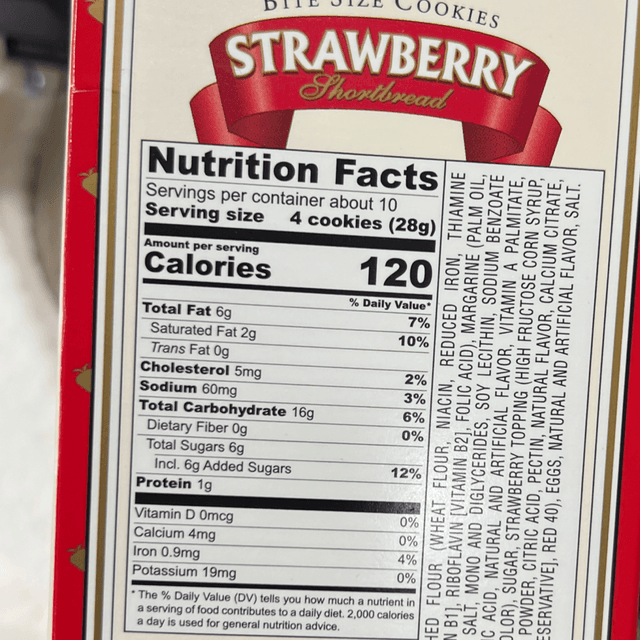 BITE SIZE COOKIES
STRAWBERRY
Shortbread
Nutrition Facts
Servings per container about 10
Serving size 4 cookies (28g)
Amount per serving
Calories 120
% Daily Value*
Total Fat 6g 7%
Saturated Fat 2g 10%
Trans Fat 0g
Cholesterol 5mg 2%
Sodium 60mg 3%
Total Carbohydrate 16g 6%
Dietary Fiber 0g 0%
Total Sugars 6g
Incl. 6g Added Sugars 12%
Protein 1g
Vitamin D 0mcg 0%
Calcium 4mg 0%
Iron 0.9mg 4%
Potassium 19mg 0%
* The % Daily Value (DV) tells you how much a nutrient in
a serving of food contributes to a daily diet. 2,000 calories
a day is used for general nutrition advice.
HED FLOUR (WHEAT FLOUR, NIACIN, REDUCED IRON, THIAMINE
N B1], RIBOFLAVIN [VITAMIN B2], FOLIC ACID), MARGARINE (PALM OIL,
SALT, MONO AND DIGLYCERIDES, SOY LECITHIN, SODIUM BENZOATE
ACID, NATURAL AND ARTIFICIAL FLAVOR, VITAMIN A PALMITATE,
OLOR), SUGAR, STRAWBERRY TOPPING (HIGH FRUCTOSE CORN SYRUP,
POWDER, CITRIC ACID, PECTIN, NATURAL FLAVOR, CALCIUM CITRATE,
ESERVATIVE], RED 40), EGGS, NATURAL AND ARTIFICIAL FLAVOR, SALT.